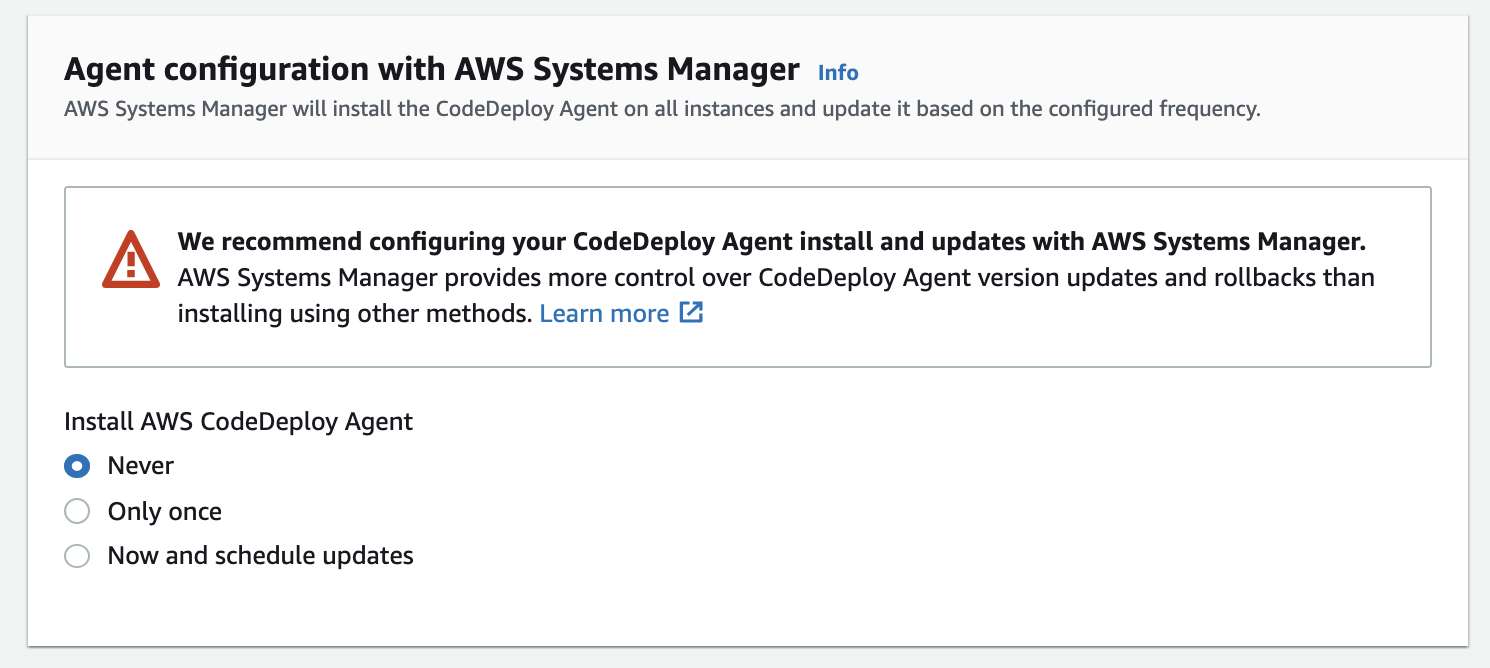 Agent configuration with AWS Systems Manager Info
AWS Systems Manager will install the CodeDeploy Agent on all instances and update it based on the configured frequency.
We recommend configuring your CodeDeploy Agent install and updates with AWS Systems Manager.
AWS Systems Manager provides more control over CodeDeploy Agent version updates and rollbacks than
installing using other methods. Learn more
Install AWS CodeDeploy Agent
Never
Only once
Now and schedule updates